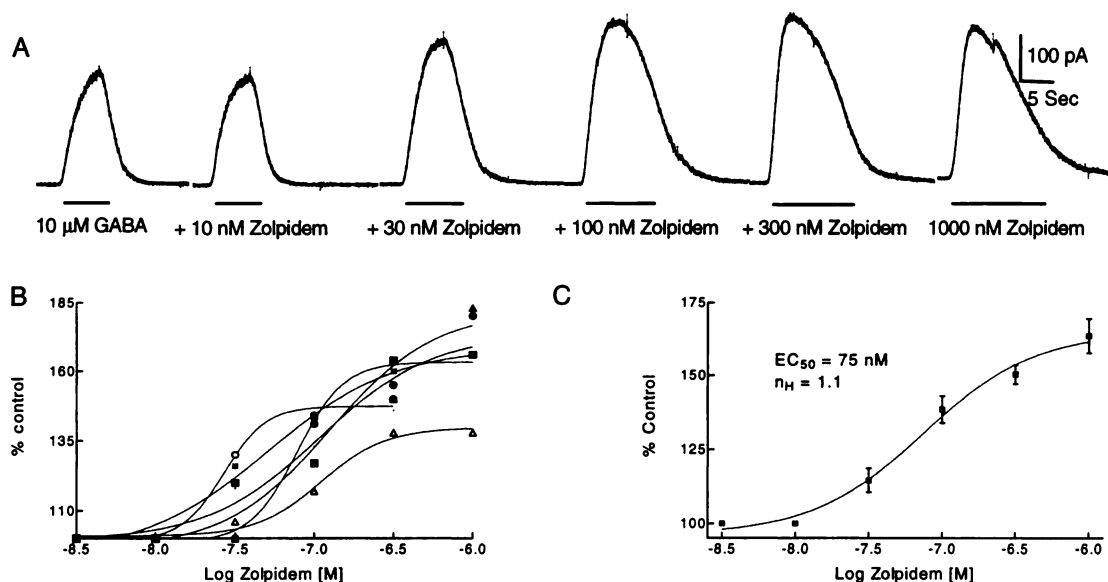 A
100 pA
5 Sec
10 µM GABA
+ 10 nM Zolpidem
+ 30 nM Zolpidem
+ 100 nM Zolpidem
+ 300 nM Zolpidem
1000 nM Zolpidem
B
% control
185
160
135
110
-8.5 -8.0 -7.5 -7.0 -6.5 -6.0
Log Zolpidem [M]
C
% Control
175
150
125
100
EC50 = 75 nM
nH = 1.1
-8.5 -8.0 -7.5 -7.0 -6.5 -6.0
Log Zolpidem [M]